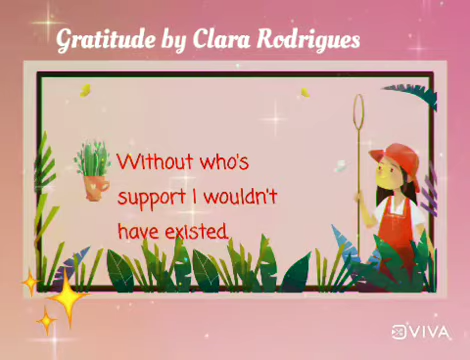 Gratitude by Clara Rodrigues
Without who's
support I wouldn't
have existed.
VIVA